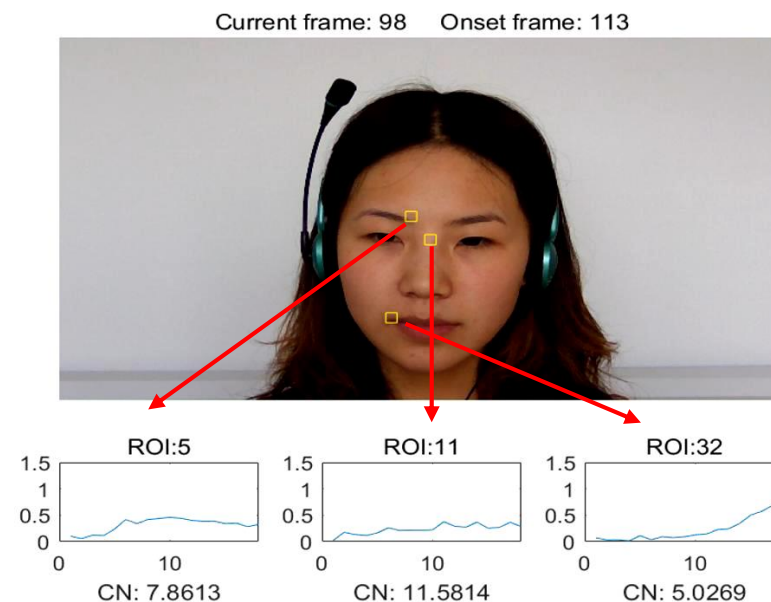 Current frame: 98 Onset frame: 113
ROI:5 ROI:11 ROI:32
1.5 1.5 1.5
1 1 1
0.5 0.5 0.5
0 0 0
0 10 0 10 0 10
CN: 7.8613 CN: 11.5814 CN: 5.0269